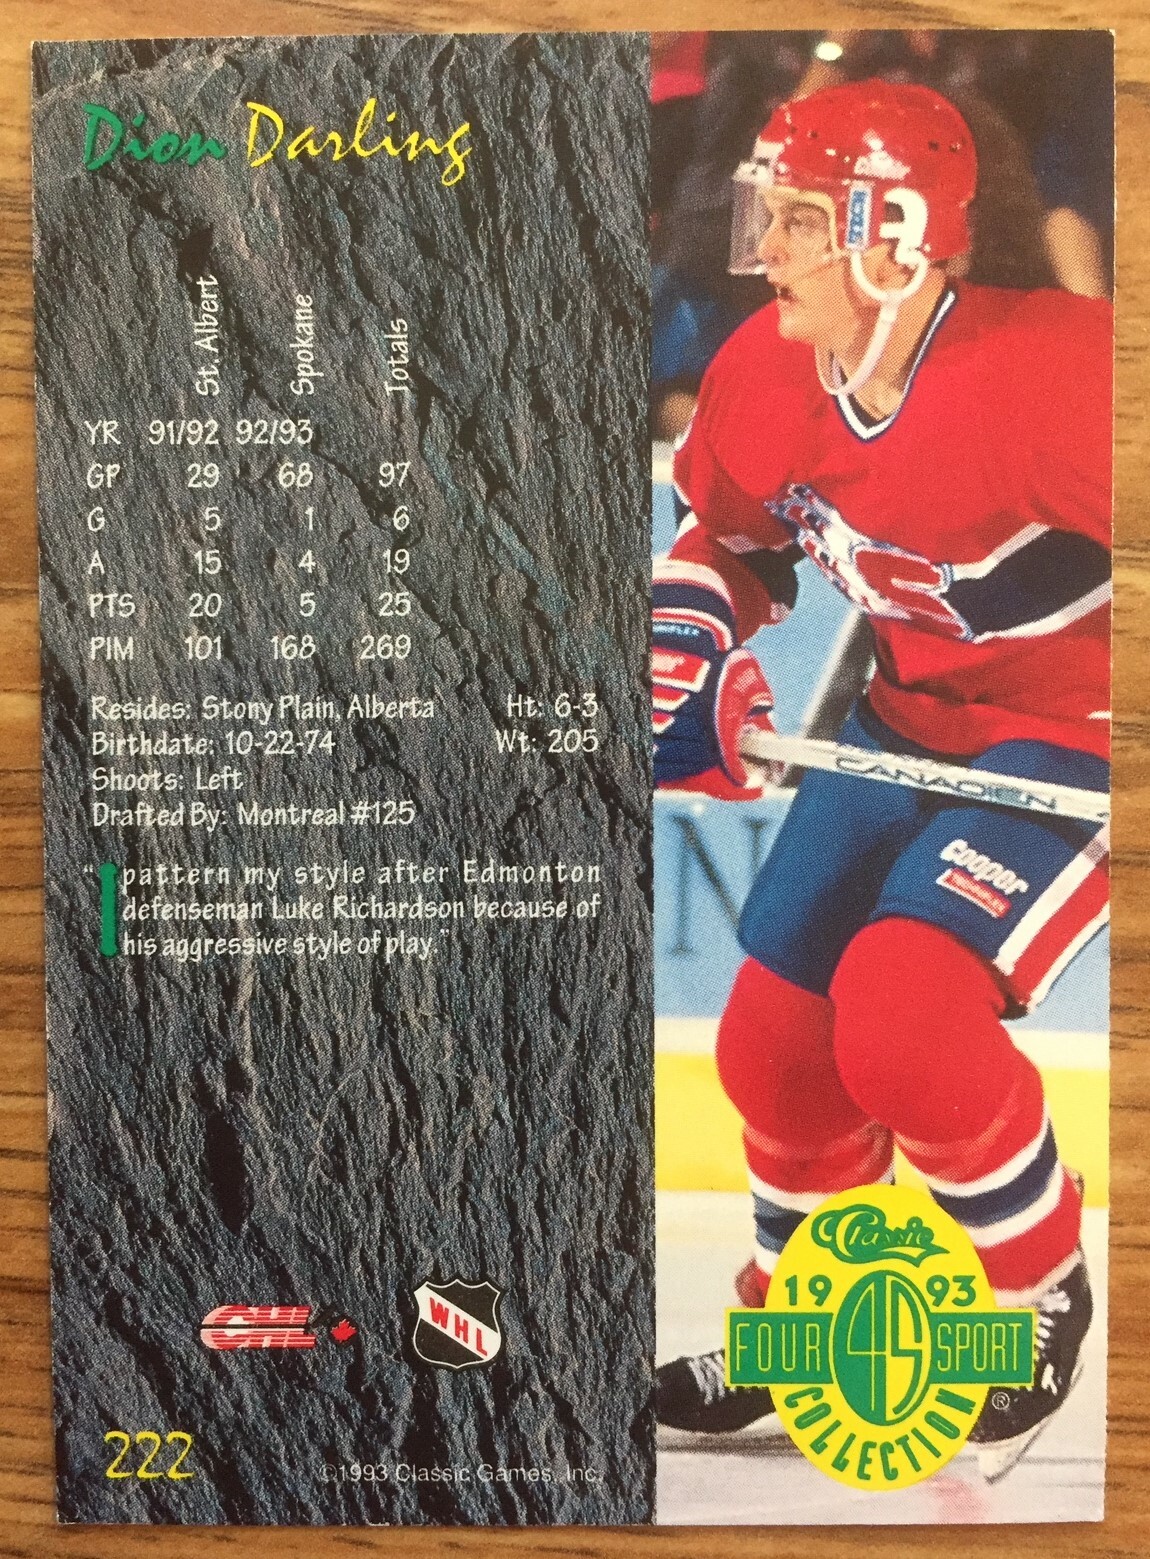 Dion Darling
St. Albert Spokane Totals
YR 91/92 92/93
GP 29 68 97
G 5 1 6
A 15 4 19
PTS 20 5 25
PIM 101 168 269
Resides: Stony Plain, Alberta Ht: 6-3
Birthdate: 10-22-74 Wt: 205
Shoots: Left
Drafted By: Montreal #125
"I pattern my style after Edmonton
defenseman Luke Richardson because of
his aggressive style of play."
CHL
WHL
222
©1993 Classic Games, Inc.
TECH
CANADIEN
Cooper
N
Classic
1993
FOUR 4S SPORT
COLLECTION
®